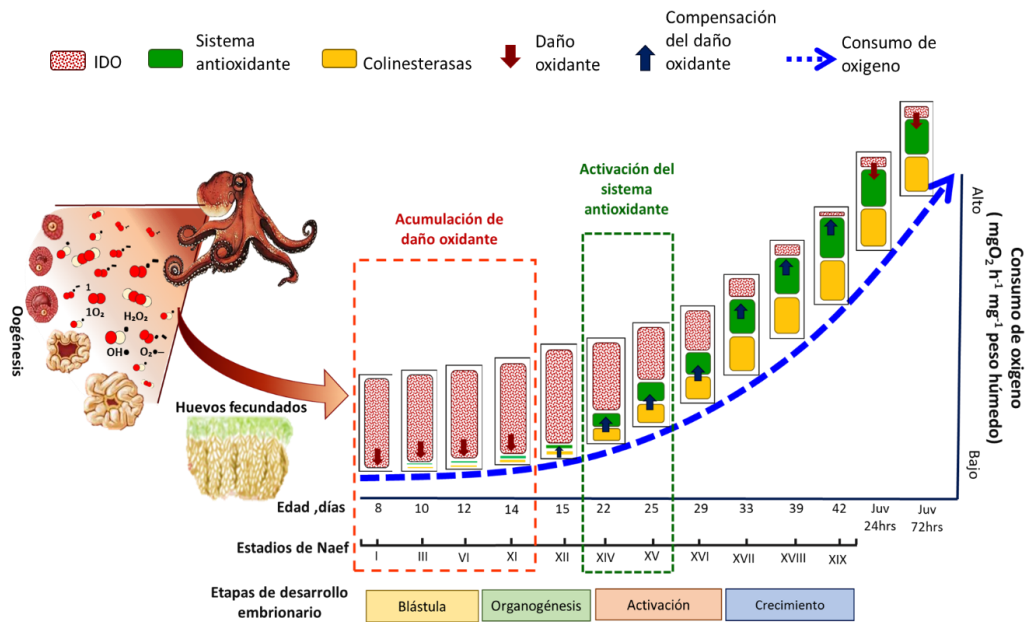 IDO
Sistema
antioxidante
Colinesterasas
Daño
oxidante
Compensación
del daño
oxidante
Consumo de
oxigeno
Acumulación de
daño oxidante
Activación del
sistema
antioxidante
Oogénesis
1
1O₂
H₂O₂
OH●
O₂●—
Huevos fecundados
Alto
Bajo
Consumo de oxigeno
( mgO₂ h⁻¹ mg⁻¹ peso húmedo)
Edad ,días
8 10 12 14 15 22 25 29 33 39 42 Juv
24hrs
Juv
72hrs
Estadios de Naef
I III VI XI XII XIV XV XVI XVII XVIII XIX
Etapas de desarrollo
embrionario
Blástula Organogénesis Activación Crecimiento